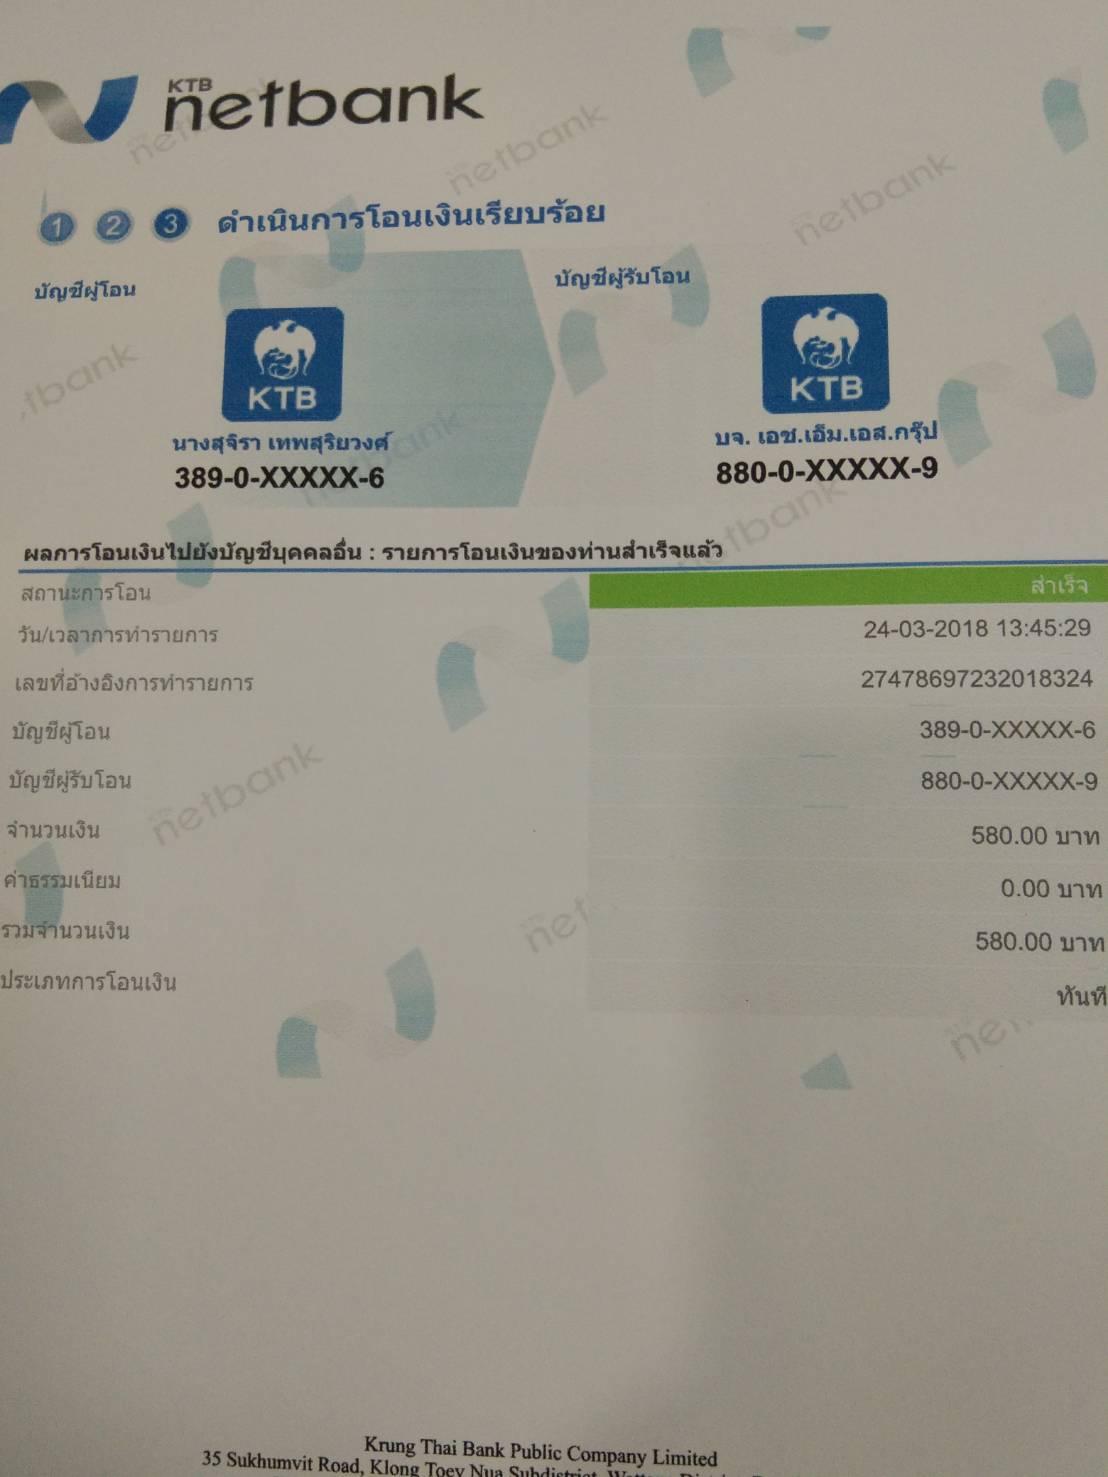 KTB
netbank
1 2 3 ดำเนินการโอนเงินเรียบร้อย
บัญชีผู้โอน
บัญชีผู้รับโอน
KTB
KTB
นางสุจิรา เทพสุริยวงศ์
บจ. เอช.เอ็ม.เอส.กรุ๊ป
389-0-XXXXX-6
880-0-XXXXX-9
ผลการโอนเงินไปยังบัญชีบุคคลอื่น : รายการโอนเงินของท่านสำเร็จแล้ว
สถานะการโอน สำเร็จ
วัน/เวลาการทำรายการ 24-03-2018 13:45:29
เลขที่อ้างอิงการทำรายการ 27478697232018324
บัญชีผู้โอน 389-0-XXXXX-6
บัญชีผู้รับโอน 880-0-XXXXX-9
จำนวนเงิน 580.00 บาท
ค่าธรรมเนียม 0.00 บาท
รวมจำนวนเงิน 580.00 บาท
ประเภทการโอนเงิน ทันที
Krung Thai Bank Public Company Limited
35 Sukhumvit Road, Klong Toey Nua Subdistrict,